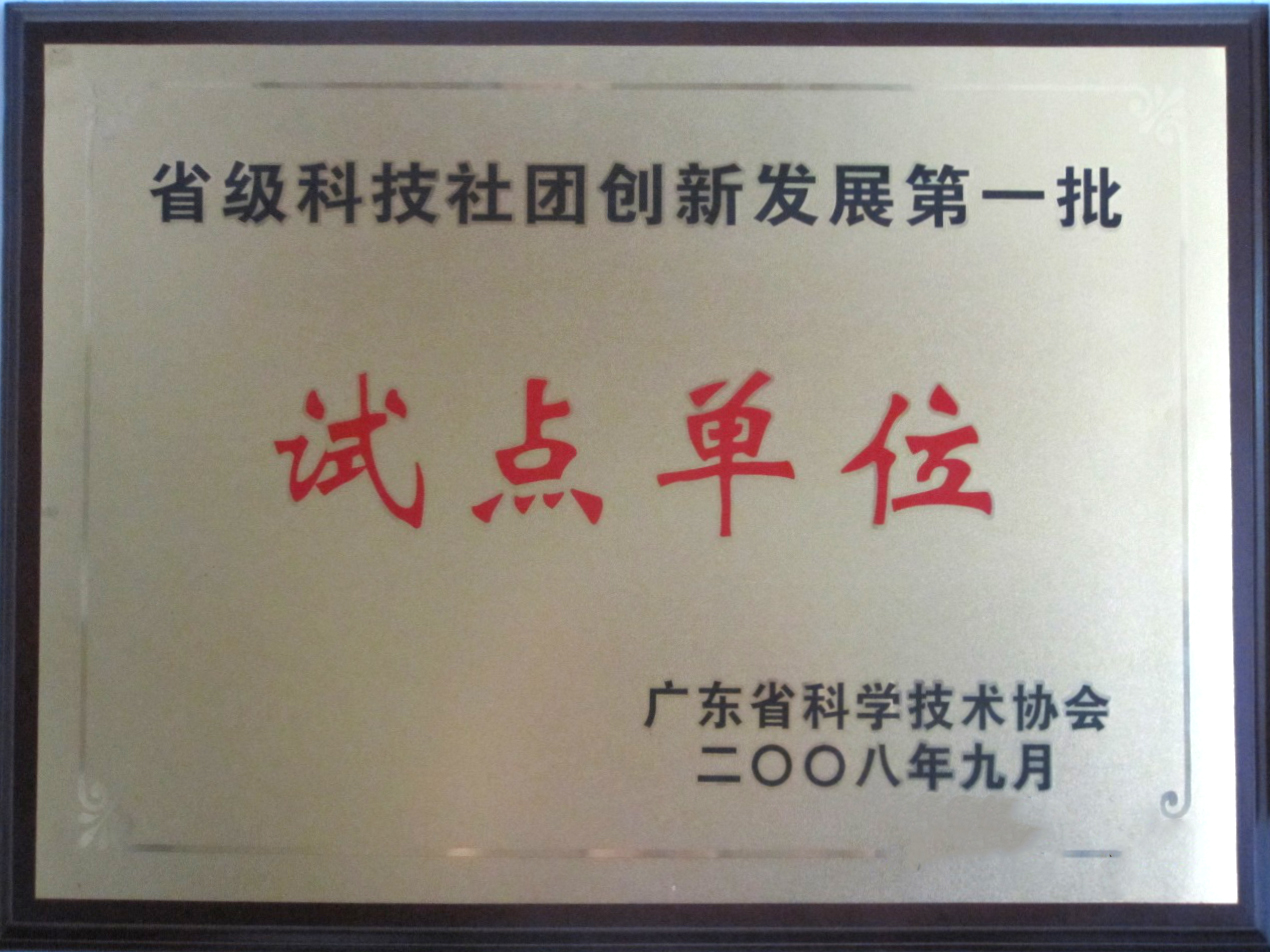 省级科技社团创新发展第一批
试点单位
广东省科学技术协会
二〇〇八年九月